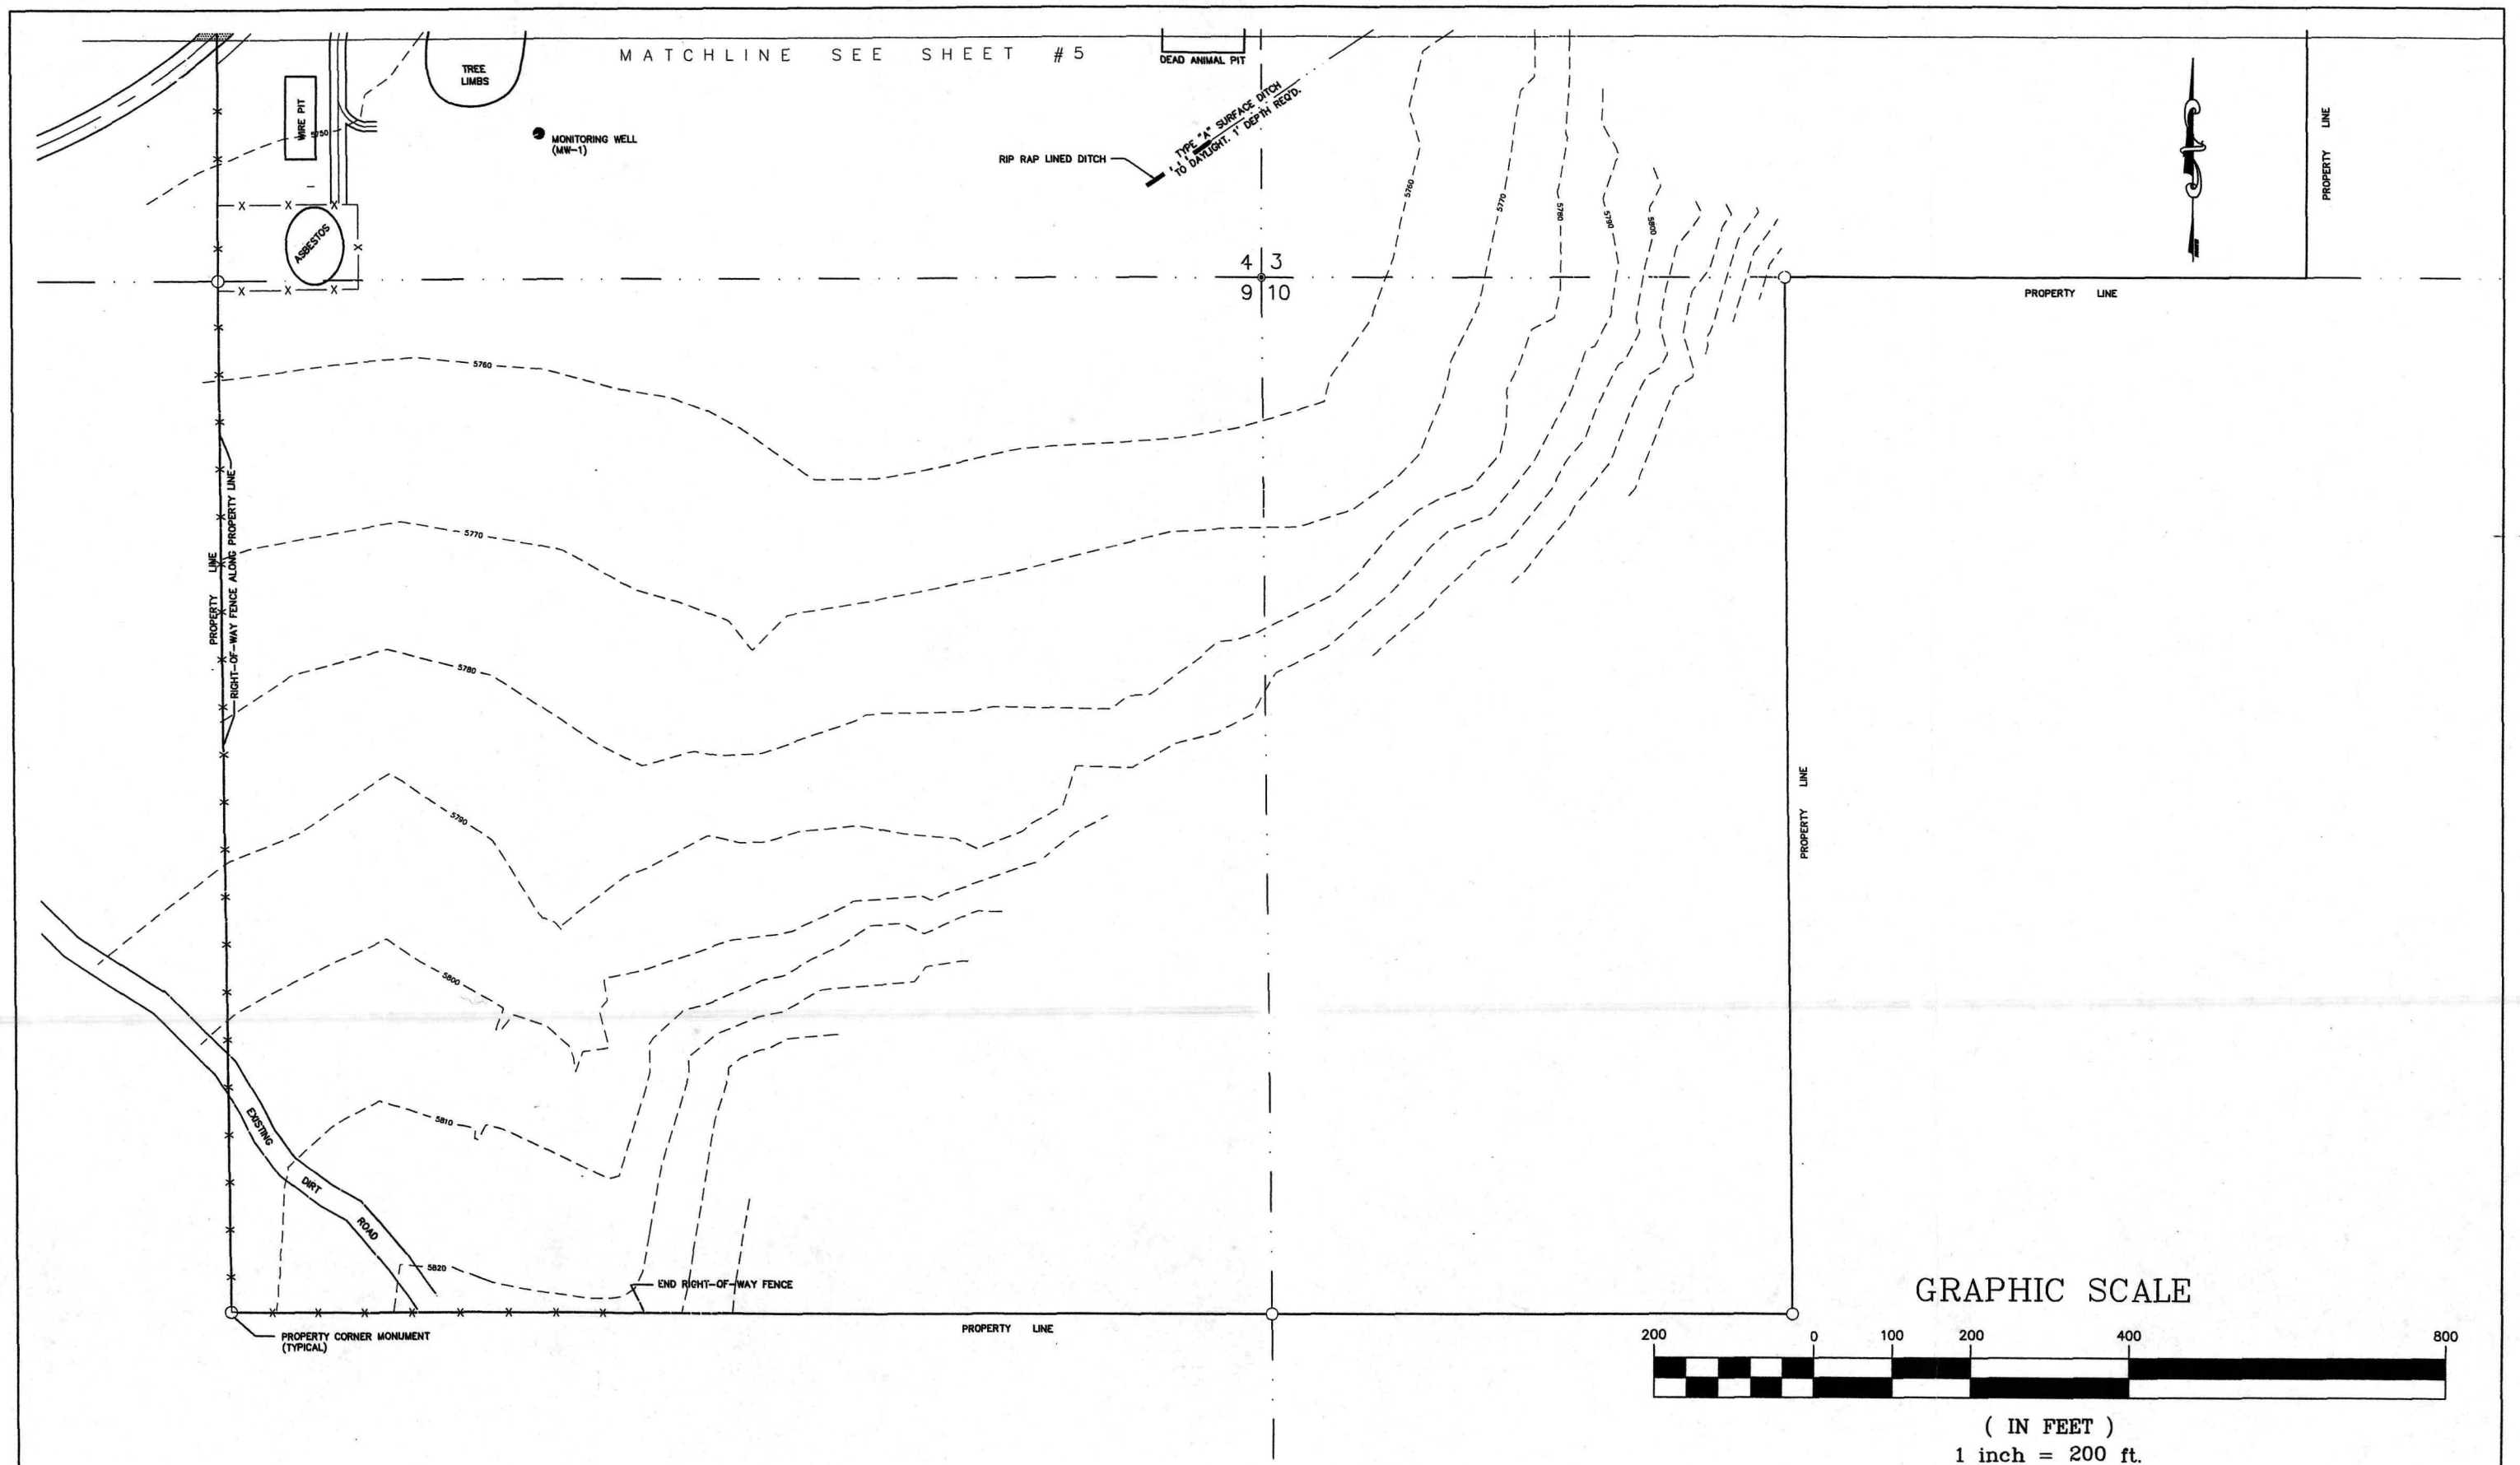 MATCHLINE SEE SHEET #5
DEAD ANIMAL PIT
TREE
LIMBS
WIRE PIT
5750
MONITORING WELL
(MW-1)
TYPE "A" SURFACE DITCH
TO DAYLIGHT. 1' DEPTH REQ'D.
RIP RAP LINED DITCH
PROPERTY LINE
ASBESTOS
5760
5770
5780
5790
5800
4 3
9 10
PROPERTY LINE
5760
RIGHT-OF-WAY FENCE ALONG PROPERTY LINE
PROPERTY LINE
5770
5780
PROPERTY LINE
5790
5800
5810
EXISTING
DIRT
ROAD
5820
END RIGHT-OF-WAY FENCE
PROPERTY CORNER MONUMENT
(TYPICAL)
PROPERTY LINE
GRAPHIC SCALE
200 0 100 200 400 800
( IN FEET )
1 inch = 200 ft.